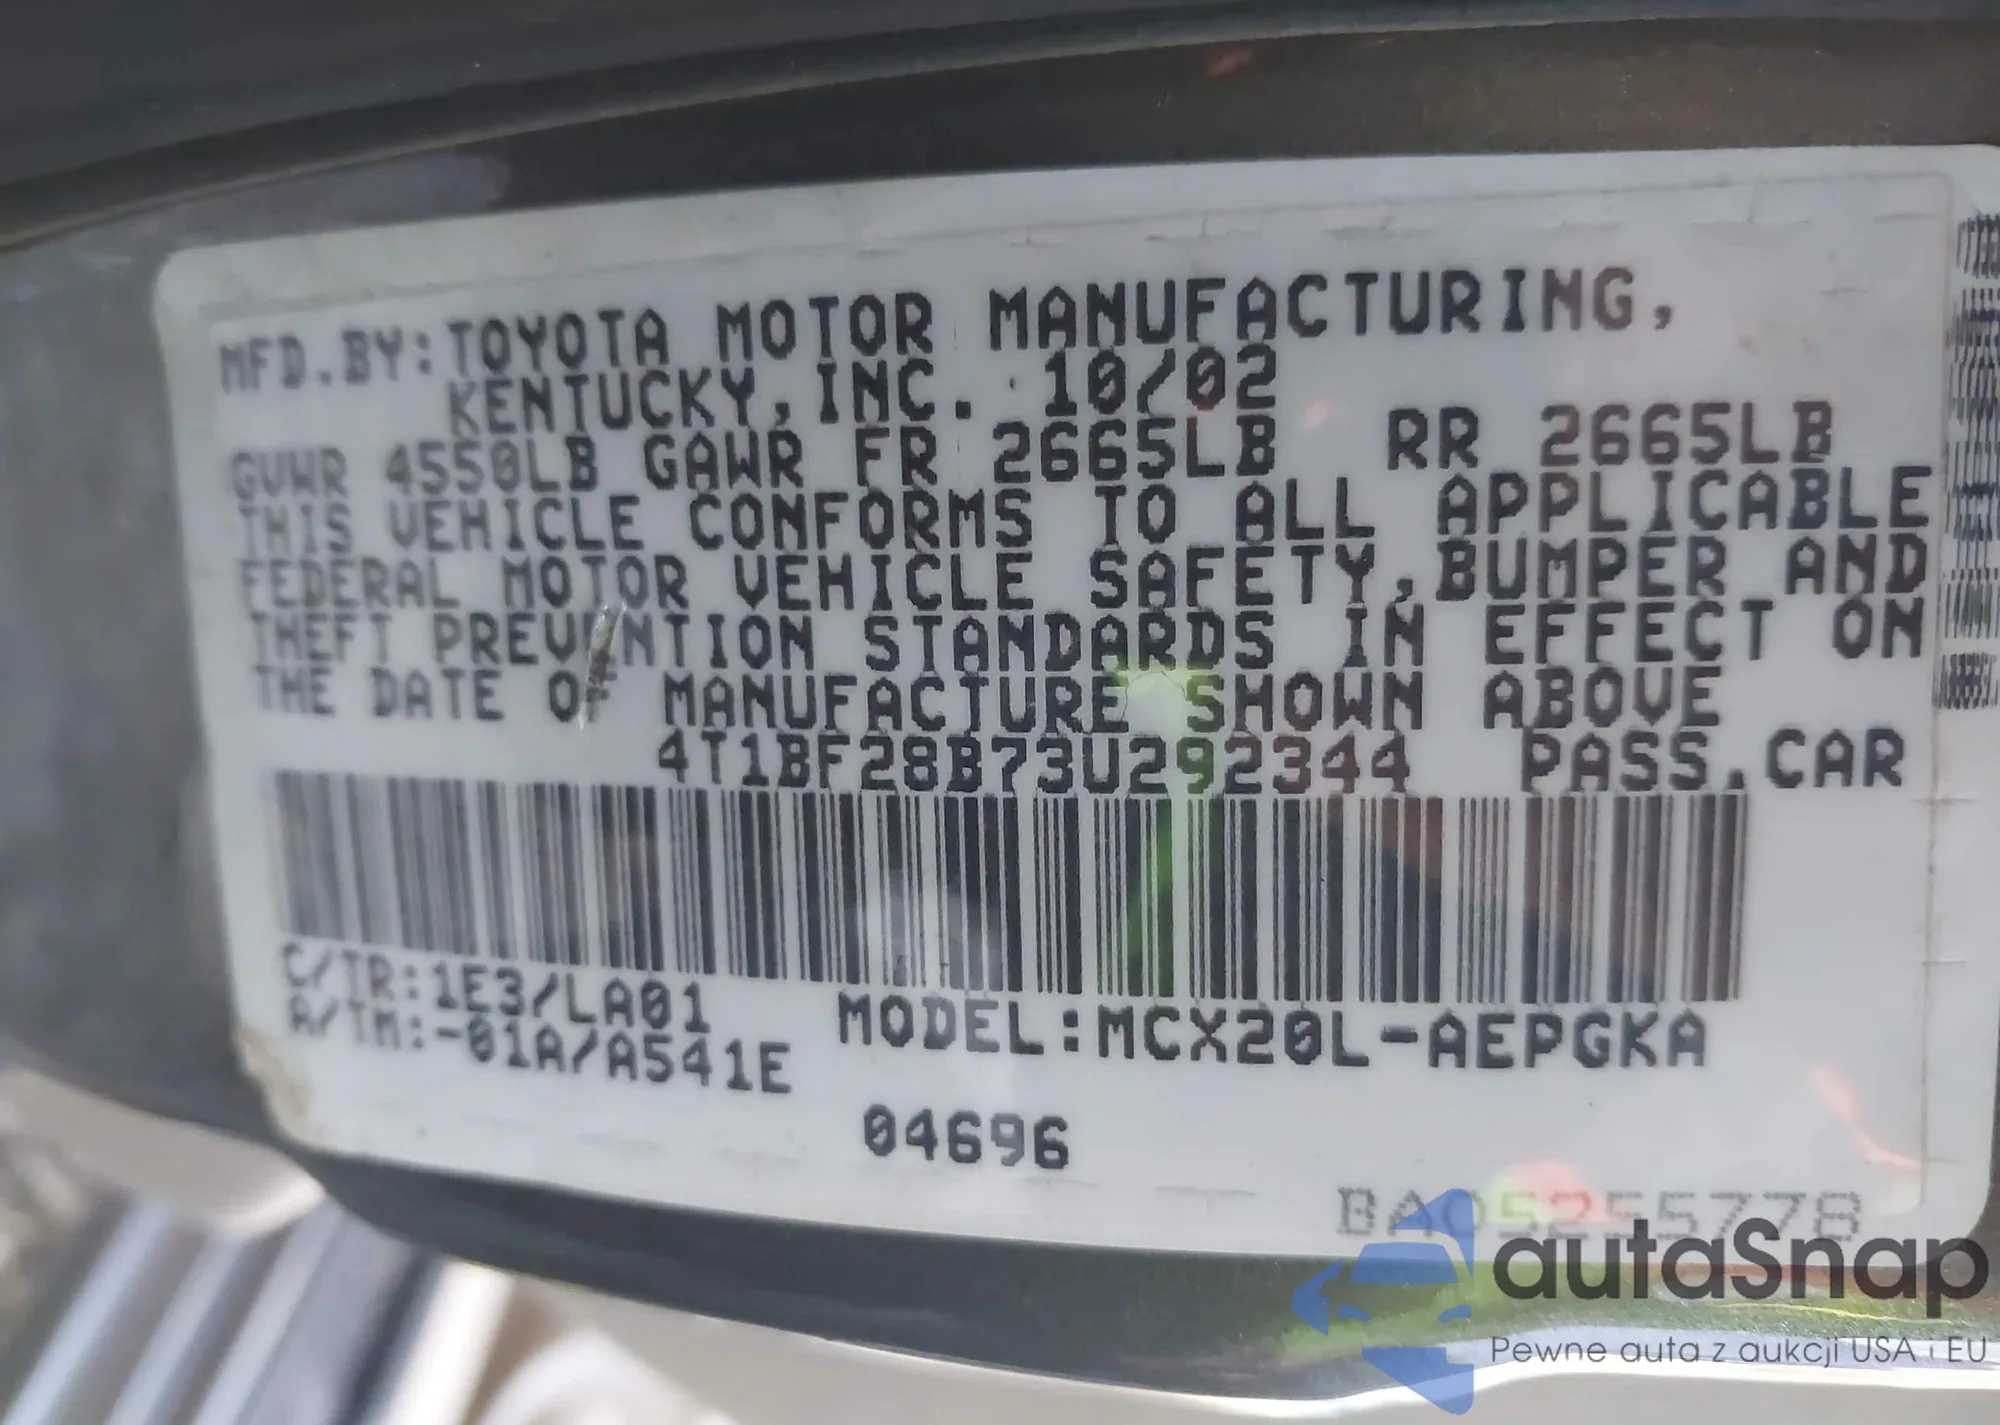 MFD.BY:TOYOTA MOTOR MANUFACTURING,
KENTUCKY,INC. 10/02
GVWR 4550LB GAWR FR 2665LB RR 2665LB
THIS VEHICLE CONFORMS TO ALL APPLICABLE
FEDERAL MOTOR VEHICLE SAFETY,BUMPER AND
THEFT PREVENTION STANDARDS IN EFFECT ON
THE DATE OF MANUFACTURE SHOWN ABOVE
4T1BF28B73U292344 PASS.CAR
C/TR:1E3/LA01
A/TM:-01A/A541E
MODEL:MCX20L-AEPGKA
04696
BA05255778
autaSnap
Pewne auta z aukcji USA i EU